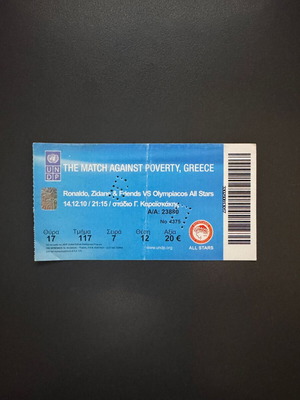 UN
DP
THE MATCH AGAINST POVERTY, GREECE
Ronaldo, Zidane & Friends VS Olympiacos All Stars
14.12.10 / 21:15 / στάδιο Γ. Καραϊσκάκης
A/A: 23880
No 4375
Θύρα Τμήμα Σειρά Θέση Αξία
17 117 7 12 20 €
www.undp.org
ALL STARS